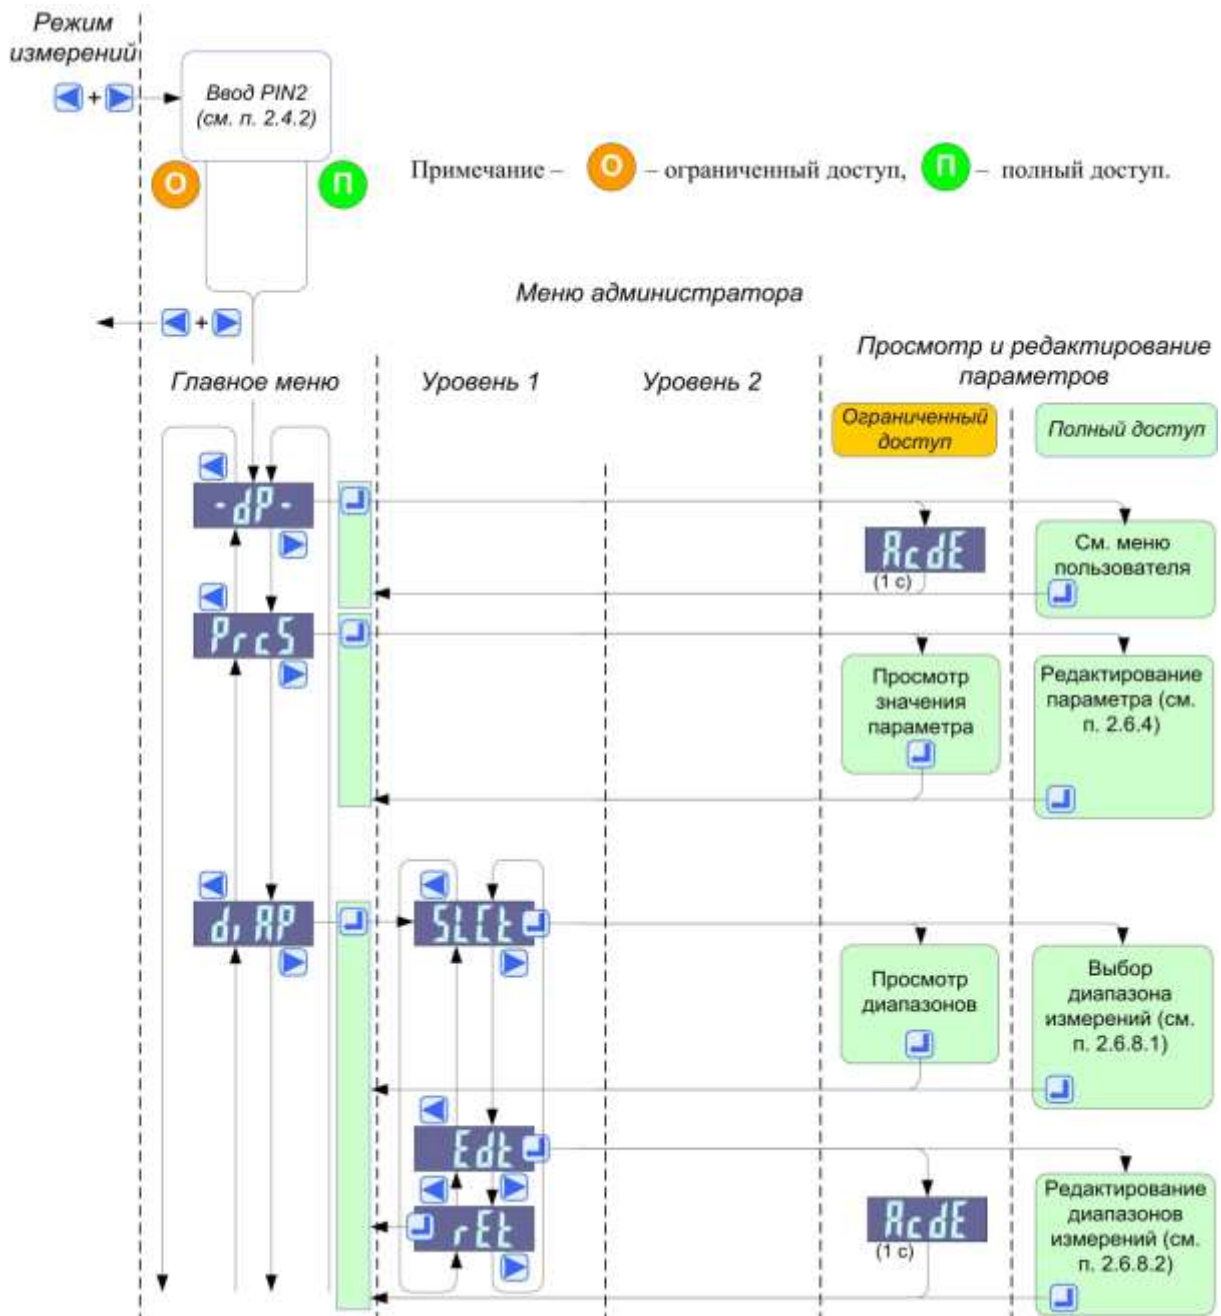 Режим
измерений
+
Ввод PIN2
(см. п. 2.4.2)
О
П
Примечание – О – ограниченный доступ, П – полный доступ.
+
Меню администратора
Главное меню
Уровень 1
Уровень 2
Просмотр и редактирование
параметров
Ограниченный
доступ
Полный доступ
-dP-
AcdE
(1 с)
См. меню
пользователя
PrcS
Просмотр
значения
параметра
Редактирование
параметра (см.
п. 2.6.4)
di AP
SLCt
Просмотр
диапазонов
Выбор
диапазона
измерений (см.
п. 2.6.8.1)
Edt
rEt
AcdE
(1 с)
Редактирование
диапазонов
измерений (см.
п. 2.6.8.2)